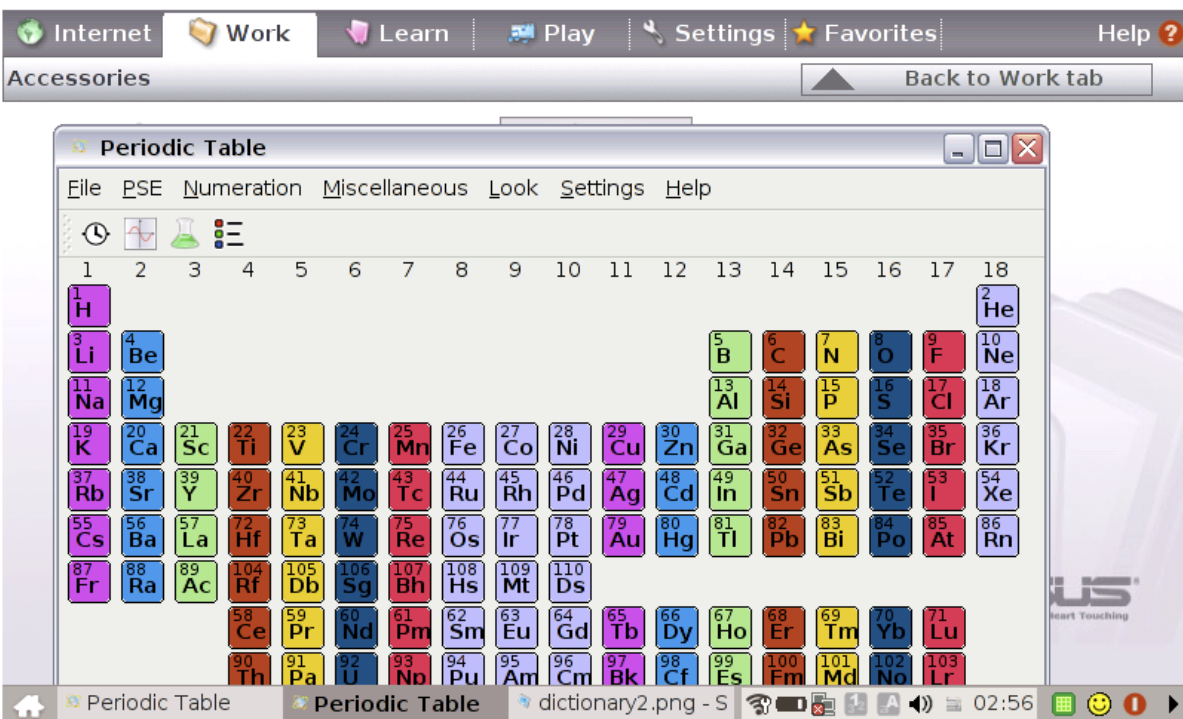 Internet Work Learn Play Settings Favorites Help ?
Accessories Back to Work tab
Periodic Table
File PSE Numeration Miscellaneous Look Settings Help
1 2 3 4 5 6 7 8 9 10 11 12 13 14 15 16 17 18
1 H 2 He
3 Li 4 Be 5 B 6 C 7 N 8 O 9 F 10 Ne
11 Na 12 Mg 13 Al 14 Si 15 P 16 S 17 Cl 18 Ar
19 K 20 Ca 21 Sc 22 Ti 23 V 24 Cr 25 Mn 26 Fe 27 Co 28 Ni 29 Cu 30 Zn 31 Ga 32 Ge 33 As 34 Se 35 Br 36 Kr
37 Rb 38 Sr 39 Y 40 Zr 41 Nb 42 Mo 43 Tc 44 Ru 45 Rh 46 Pd 47 Ag 48 Cd 49 In 50 Sn 51 Sb 52 Te 53 I 54 Xe
55 Cs 56 Ba 57 La 72 Hf 73 Ta 74 W 75 Re 76 Os 77 Ir 78 Pt 79 Au 80 Hg 81 Tl 82 Pb 83 Bi 84 Po 85 At 86 Rn
87 Fr 88 Ra 89 Ac 104 Rf 105 Db 106 Sg 107 Bh 108 Hs 109 Mt 110 Ds
58 Ce 59 Pr 60 Nd 61 Pm 62 Sm 63 Eu 64 Gd 65 Tb 66 Dy 67 Ho 68 Er 69 Tm 70 Yb 71 Lu
90 Th 91 Pa 92 U 93 Np 94 Pu 95 Am 96 Cm 97 Bk 98 Cf 99 Es 100 Fm 101 Md 102 No 103 Lr
Heart Touching
Periodic Table Periodic Table dictionary2.png - S 02:56